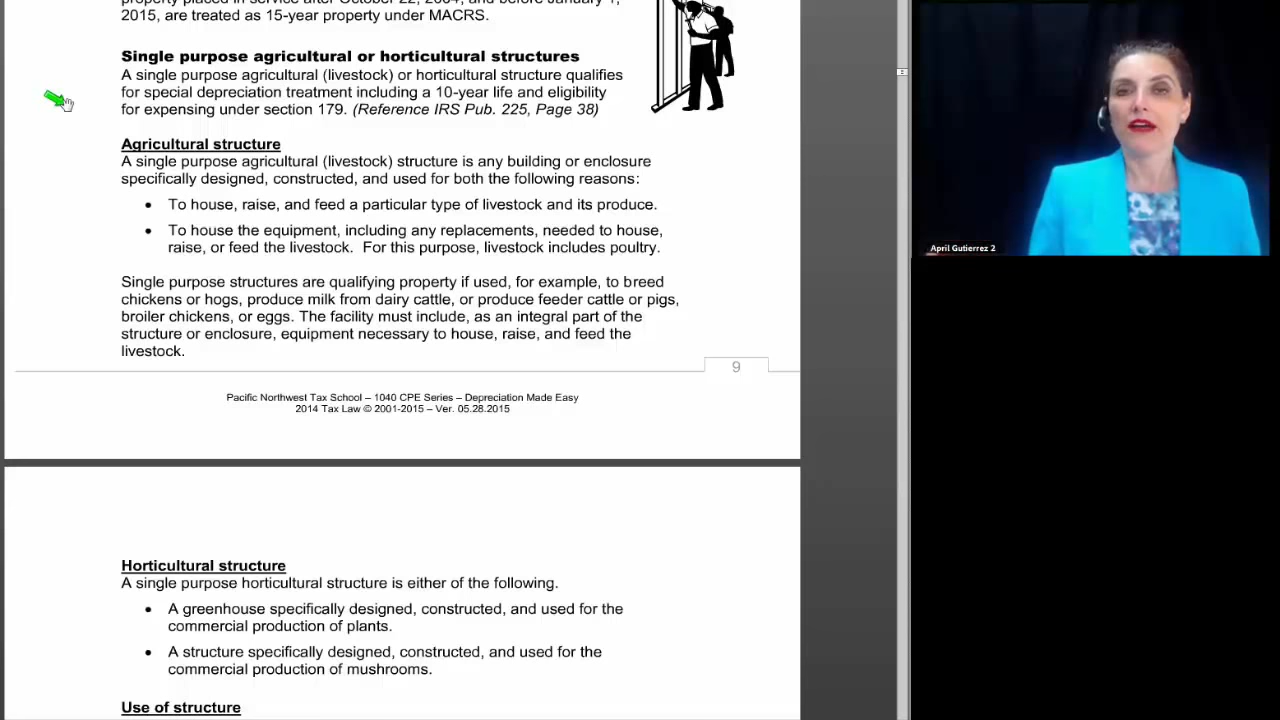 property placed in service after October 22, 2004, and before January 1,
2015, are treated as 15-year property under MACRS.
Single purpose agricultural or horticultural structures
A single purpose agricultural (livestock) or horticultural structure qualifies
for special depreciation treatment including a 10-year life and eligibility
for expensing under section 179. (Reference IRS Pub. 225, Page 38)
Agricultural structure
A single purpose agricultural (livestock) structure is any building or enclosure
specifically designed, constructed, and used for both the following reasons:
• To house, raise, and feed a particular type of livestock and its produce.
• To house the equipment, including any replacements, needed to house,
raise, or feed the livestock. For this purpose, livestock includes poultry.
Single purpose structures are qualifying property if used, for example, to breed
chickens or hogs, produce milk from dairy cattle, or produce feeder cattle or pigs,
broiler chickens, or eggs. The facility must include, as an integral part of the
structure or enclosure, equipment necessary to house, raise, and feed the
livestock.
9
Pacific Northwest Tax School – 1040 CPE Series – Depreciation Made Easy
2014 Tax Law © 2001-2015 – Ver. 05.28.2015
Horticultural structure
A single purpose horticultural structure is either of the following.
• A greenhouse specifically designed, constructed, and used for the
commercial production of plants.
• A structure specifically designed, constructed, and used for the
commercial production of mushrooms.
Use of structure
April Gutierrez 2